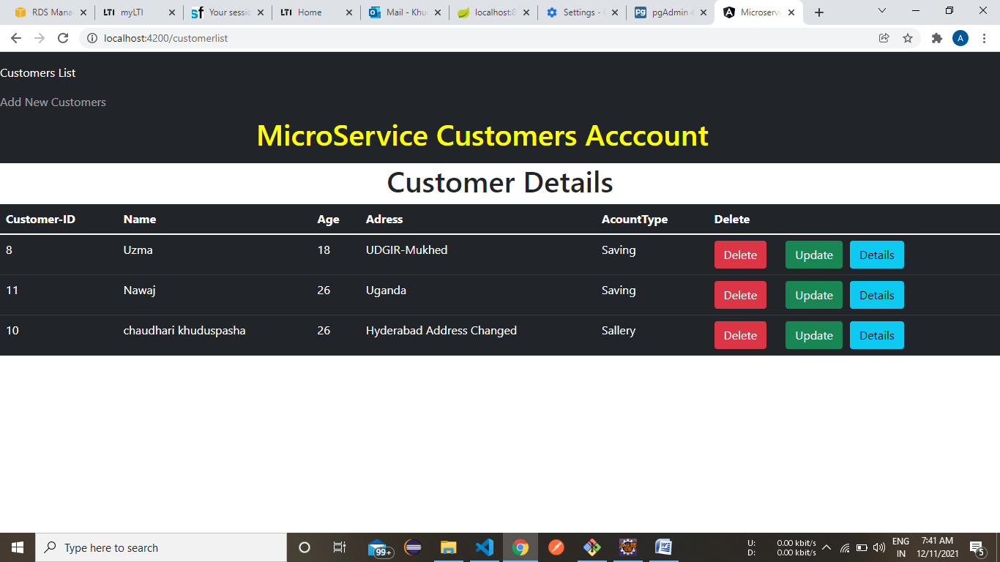 RDS Mana
LTI myLTI
sf Your sessic
LTI Home
Mail - Khu
localhost:8
Settings -
pg pgAdmin 4
Microservi
localhost:4200/customerlist
A
Customers List
Add New Customers
MicroService Customers Acccount
Customer Details
Customer-ID Name Age Adress AcountType Delete
8 Uzma 18 UDGIR-Mukhed Saving Delete Update Details
11 Nawaj 26 Uganda Saving Delete Update Details
10 chaudhari khuduspasha 26 Hyderabad Address Changed Sallery Delete Update Details
Type here to search
99+
U: 0.00 kbit/s
D: 0.00 kbit/s
ENG
IN
7:41 AM
12/11/2021
5